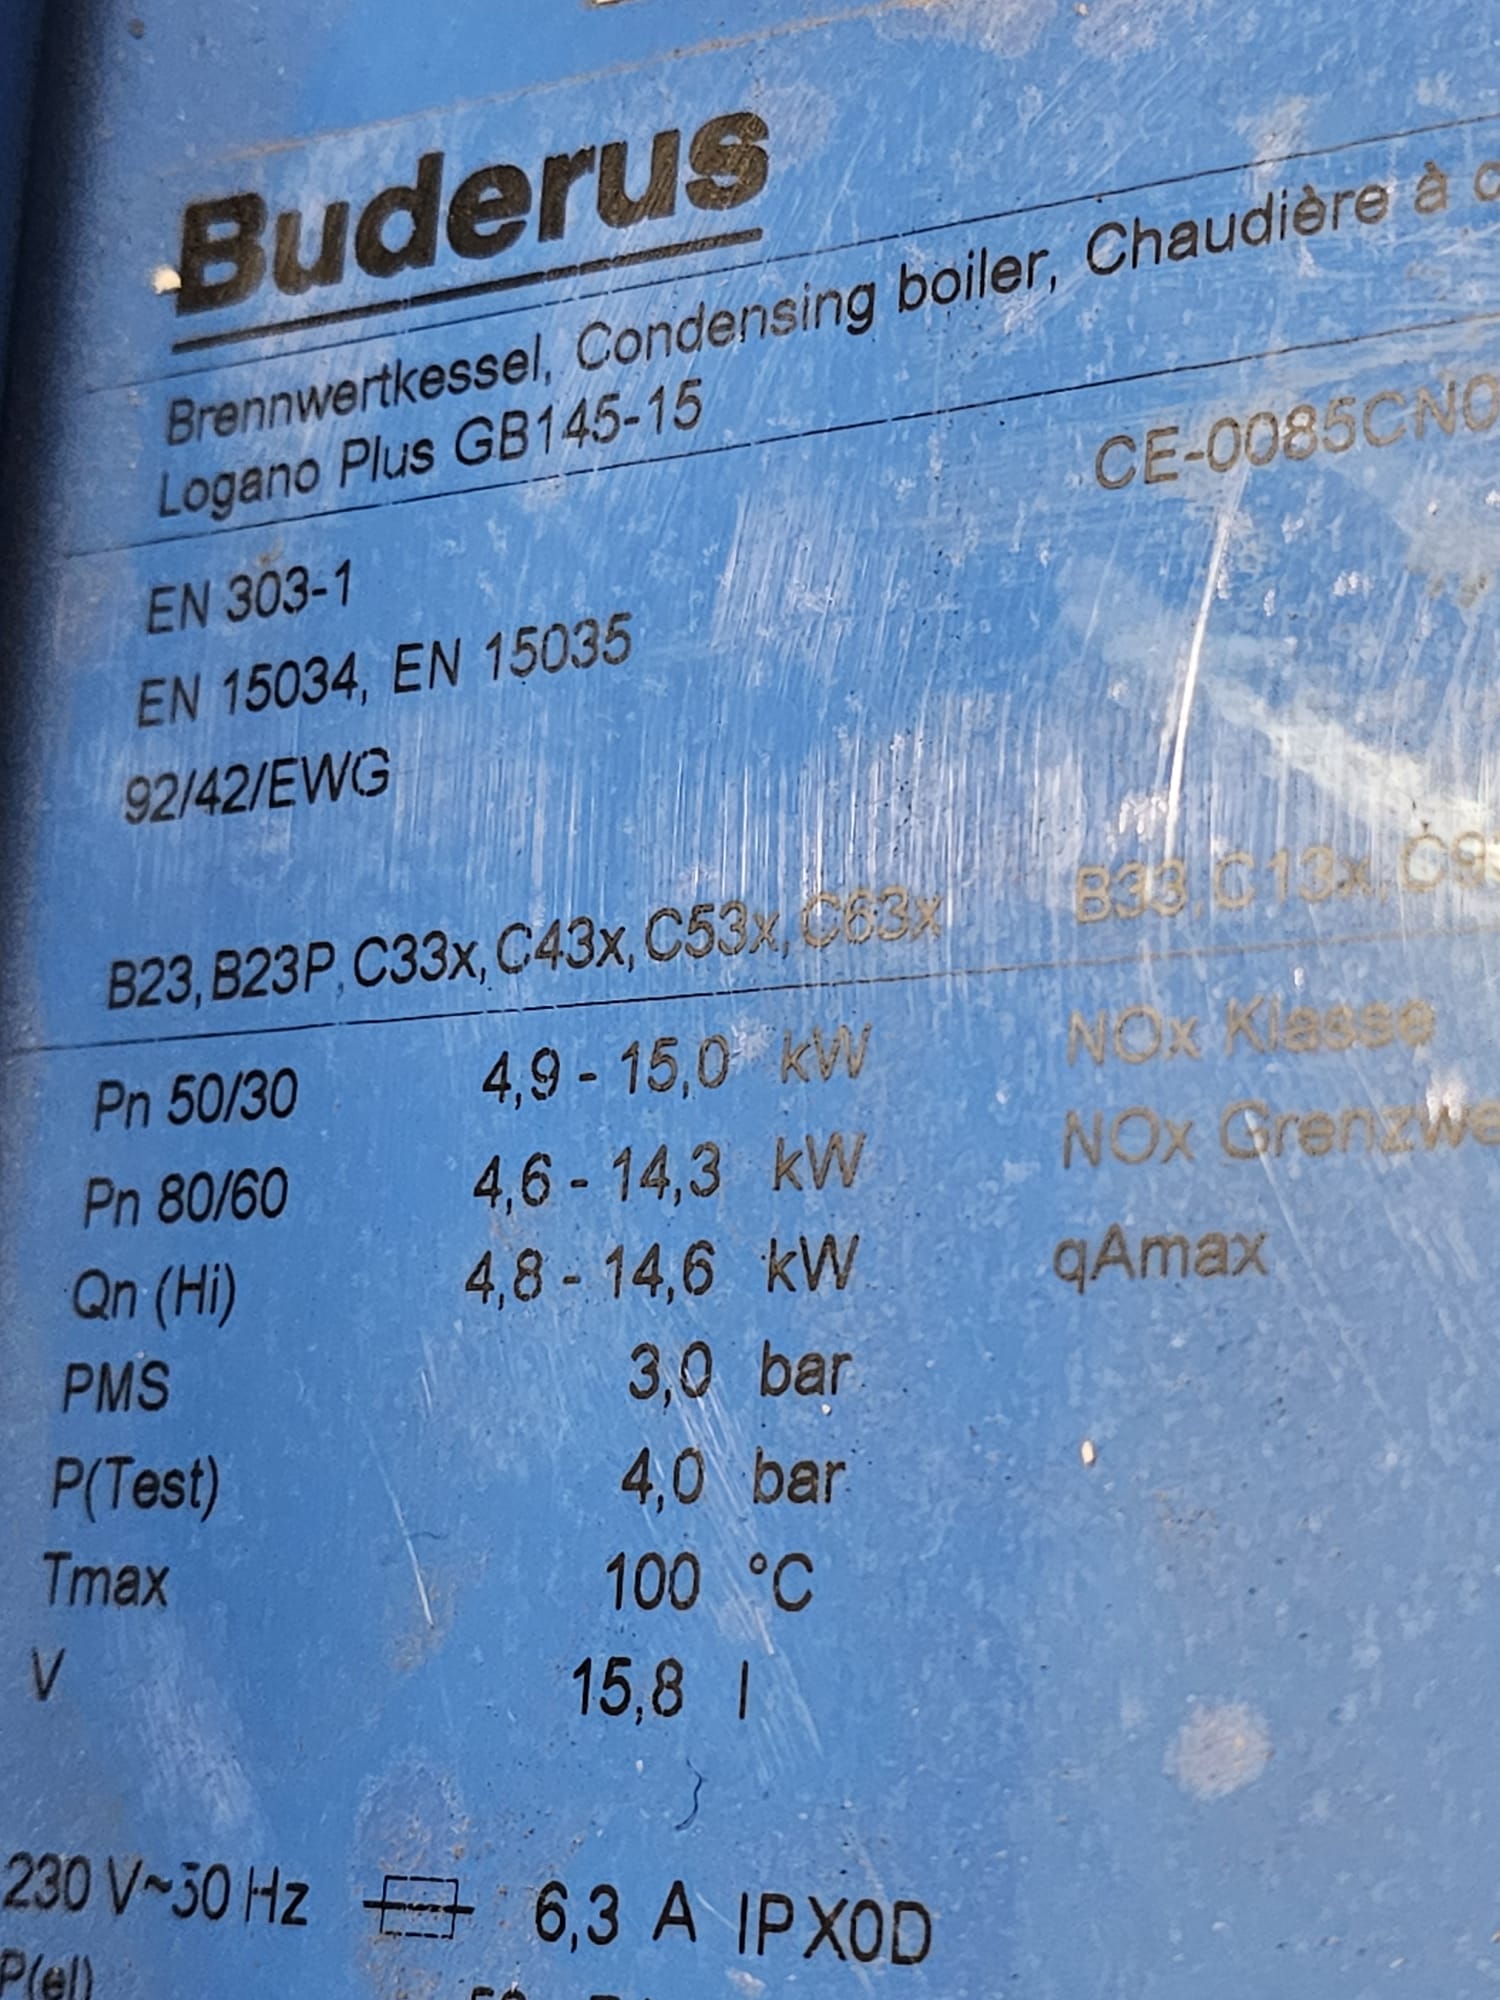 Buderus
Brennwertkessel, Condensing boiler, Chaudière à
Logano Plus GB145-15
CE-0085CN0
EN 303-1
EN 15034, EN 15035
92/42/EWG
B23, B23P, C33x, C43x, C53x, C63x B33, C13x,
Pn 50/30 4,9 - 15,0 kW NOx Klasse
Pn 80/60 4,6 - 14,3 kW NOx
Qn (Hi) 4,8 - 14,6 kW qAmax
PMS 3,0 bar
P(Test) 4,0 bar
Tmax 100 °C
V 15,8 l
230 V~50 Hz 6,3 A IP X0D
P(el)